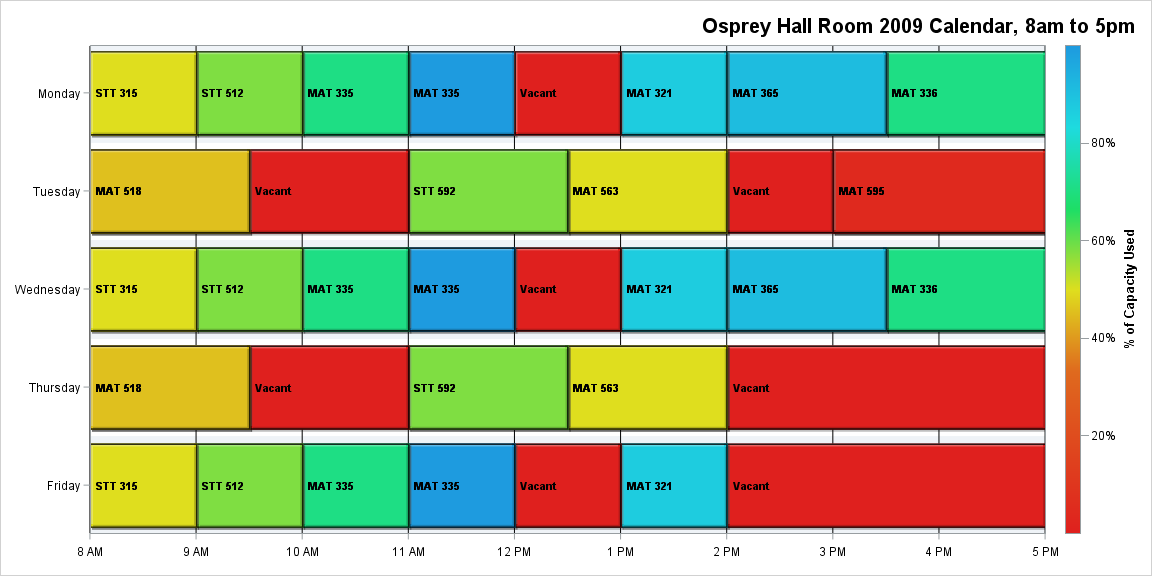 Osprey Hall Room 2009 Calendar, 8am to 5pm
Monday
STT 315
STT 512
MAT 335
MAT 335
Vacant
MAT 321
MAT 365
MAT 336
Tuesday
MAT 518
Vacant
STT 592
MAT 563
Vacant
MAT 595
Wednesday
STT 315
STT 512
MAT 335
MAT 335
Vacant
MAT 321
MAT 365
MAT 336
Thursday
MAT 518
Vacant
STT 592
MAT 563
Vacant
Friday
STT 315
STT 512
MAT 335
MAT 335
Vacant
MAT 321
Vacant
8 AM
9 AM
10 AM
11 AM
12 PM
1 PM
2 PM
3 PM
4 PM
5 PM
80%
60%
40%
20%
% of Capacity Used